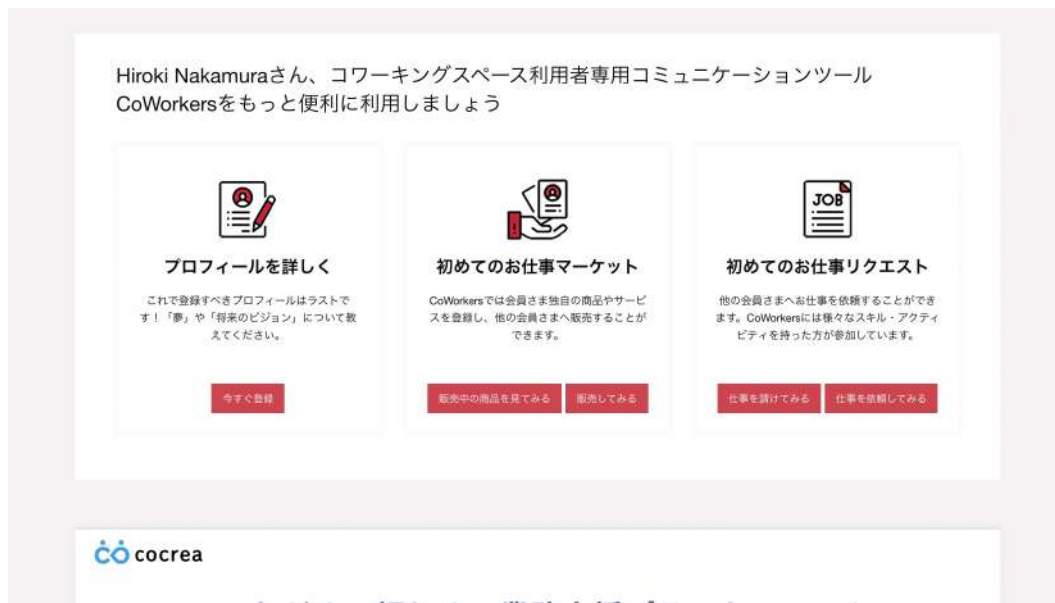 Hiroki Nakamuraさん、コワーキングスペース利用者専用コミュニケーションツール
CoWorkersをもっと便利に利用しましょう
JOB
プロフィールを詳しく
これで登録すべきプロフィールはラストで
す！「夢」や「将来のビジョン」について教
えてください。
今すぐ登録
初めてのお仕事マーケット
CoWorkersでは会員さま独自の商品やサービ
スを登録し、他の会員さまへ販売することが
できます。
販売中の商品を見てみる
販売してみる
初めてのお仕事リクエスト
他の会員さまへお仕事を依頼することができ
ます。CoWorkersには様々なスキル・アクティ
ビティを持った方が参加しています。
仕事を請けてみる
仕事を依頼してみる
cocrea